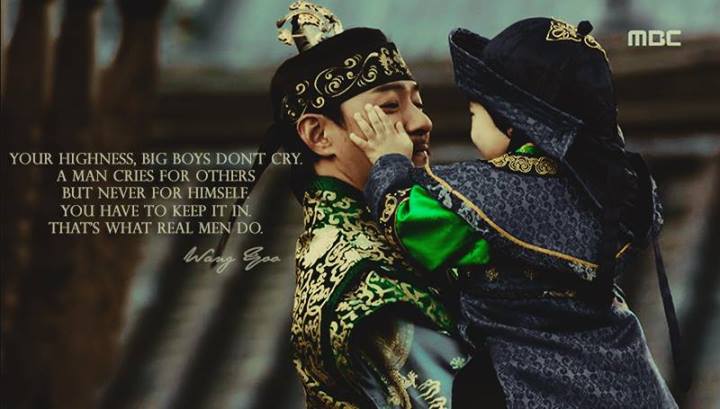 MBC
YOUR HIGHNESS, BIG BOYS DON'T CRY.
A MAN CRIES FOR OTHERS
BUT NEVER FOR HIMSELF.
YOU HAVE TO KEEP IT IN.
THAT'S WHAT REAL MEN DO.
Wang Yoo